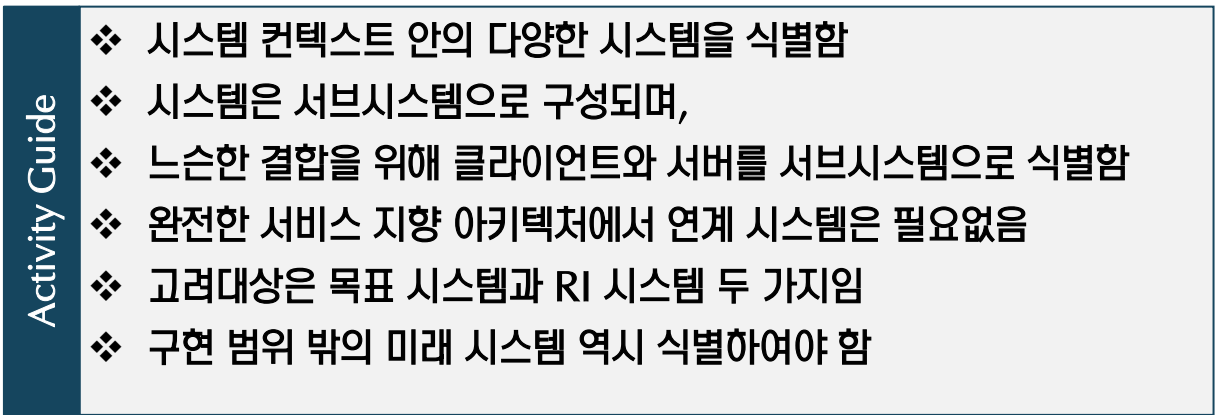 Activity Guide
❖ 시스템 컨텍스트 안의 다양한 시스템을 식별함
❖ 시스템은 서브시스템으로 구성되며,
❖ 느슨한 결합을 위해 클라이언트와 서버를 서브시스템으로 식별함
❖ 완전한 서비스 지향 아키텍처에서 연계 시스템은 필요없음
❖ 고려대상은 목표 시스템과 RI 시스템 두 가지임
❖ 구현 범위 밖의 미래 시스템 역시 식별하여야 함